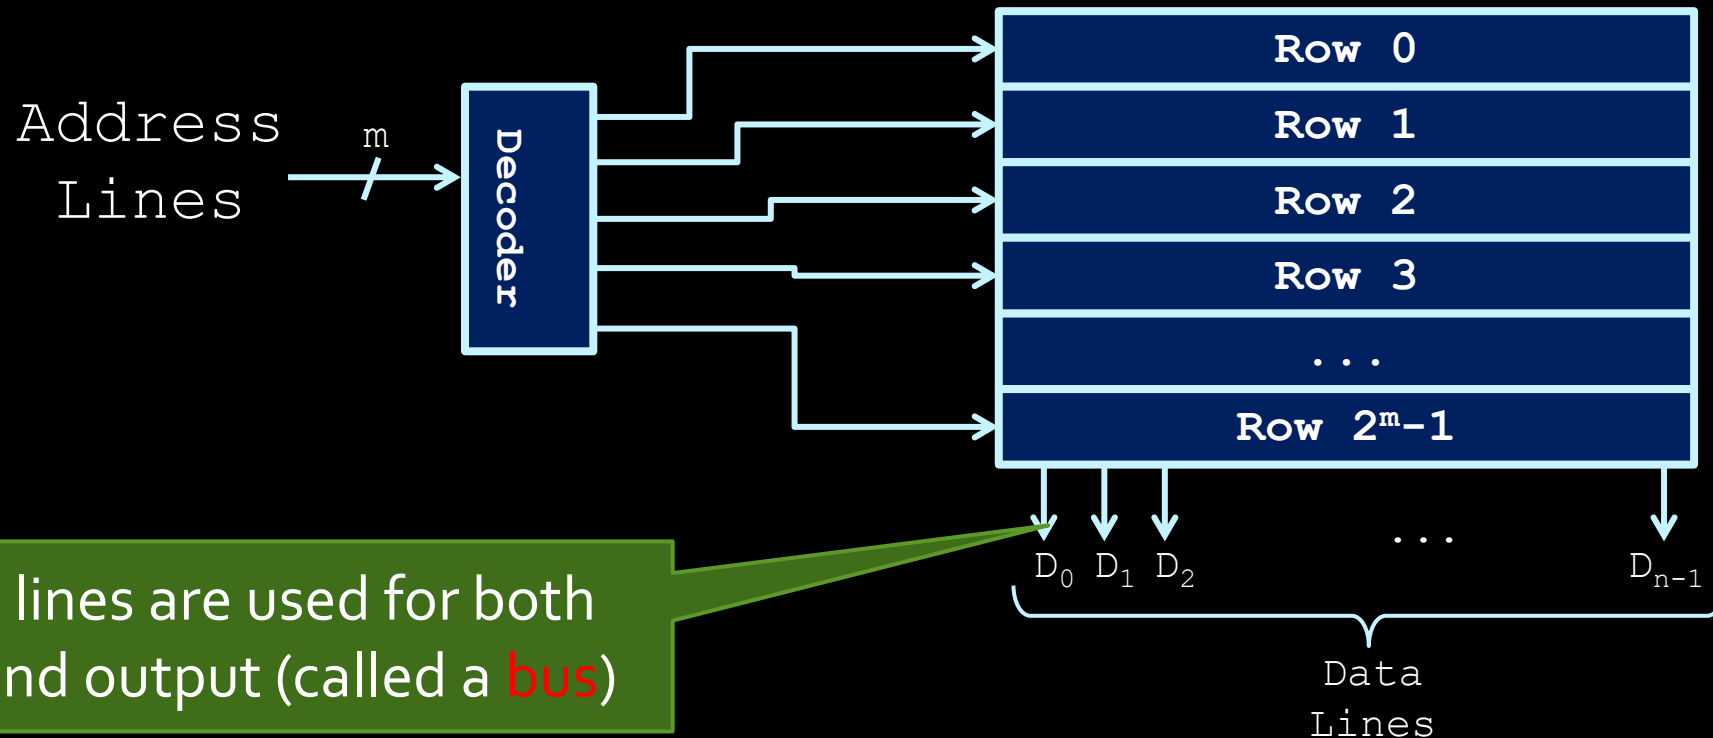 Address
Lines
m
Decoder
Row 0
Row 1
Row 2
Row 3
...
Row 2ᵐ-1
D₀ D₁ D₂ ... Dₙ₋₁
Data
Lines
lines are used for both
nd output (called a bus)